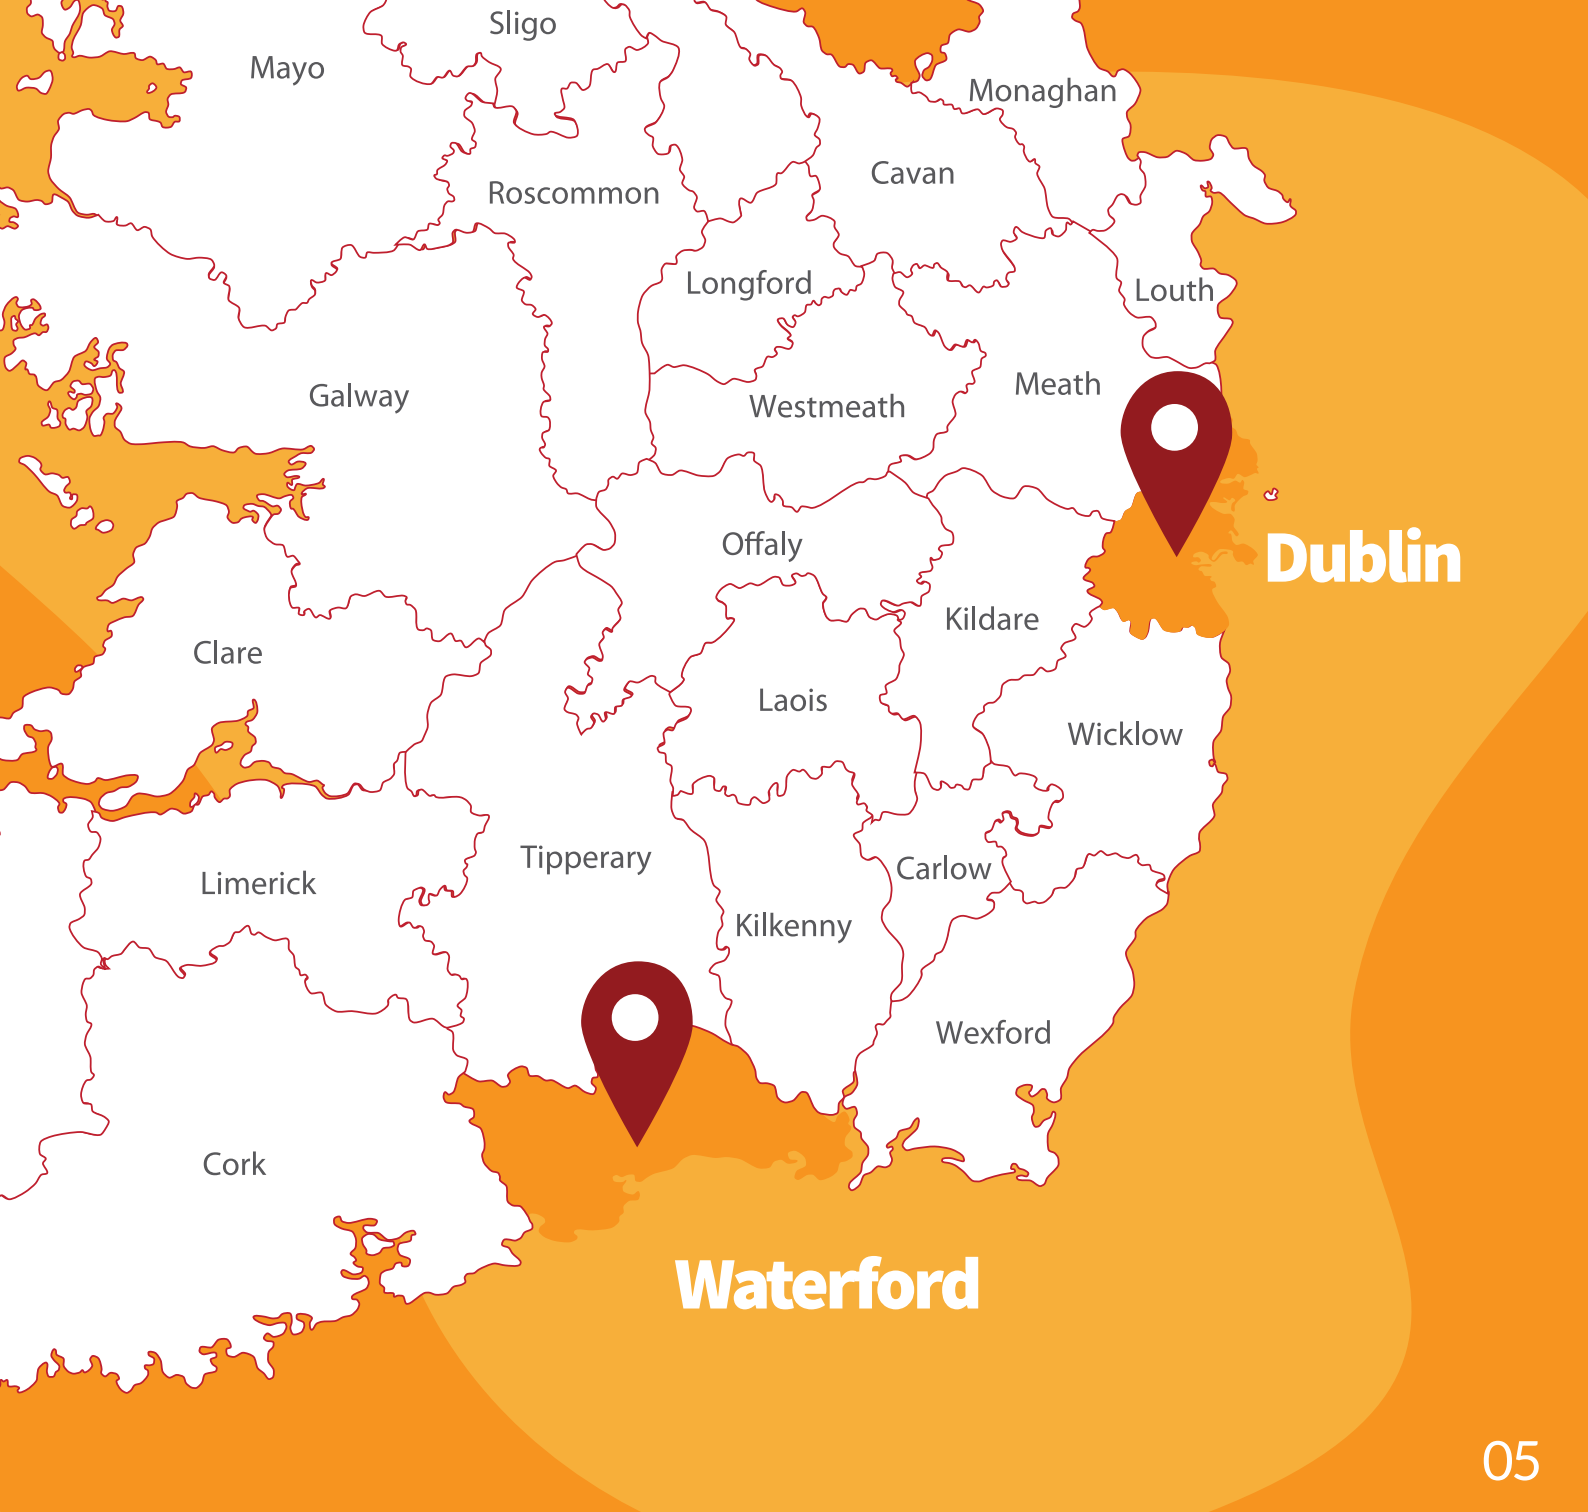 Sligo
Mayo
Monaghan
Cavan
Roscommon
Longford
Louth
Meath
Galway
Westmeath
Offaly
Dublin
Kildare
Clare
Laois
Wicklow
Tipperary
Carlow
Limerick
Kilkenny
Wexford
Cork
Waterford
05